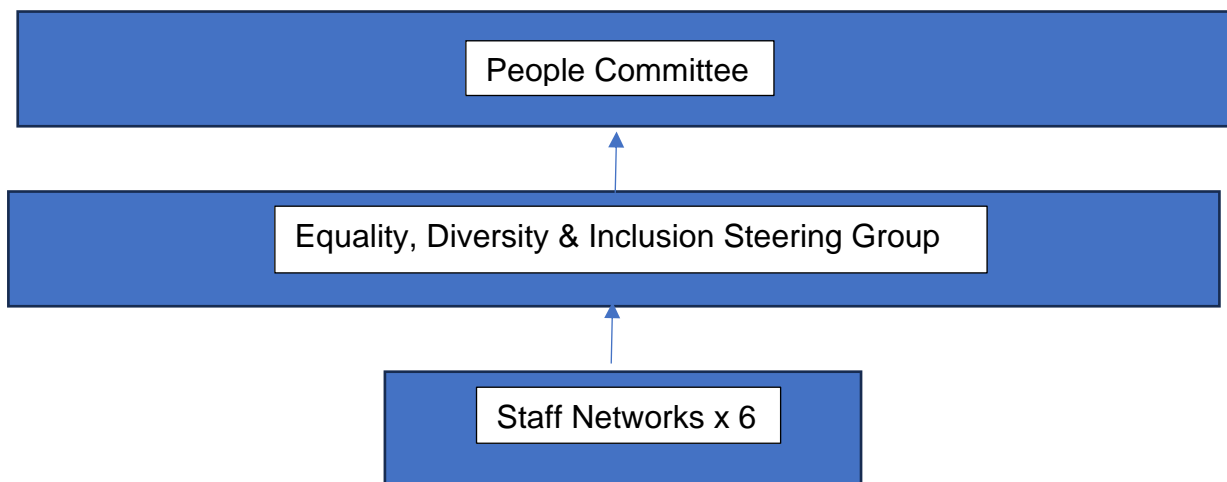 People Committee
Equality, Diversity & Inclusion Steering Group
Staff Networks x 6